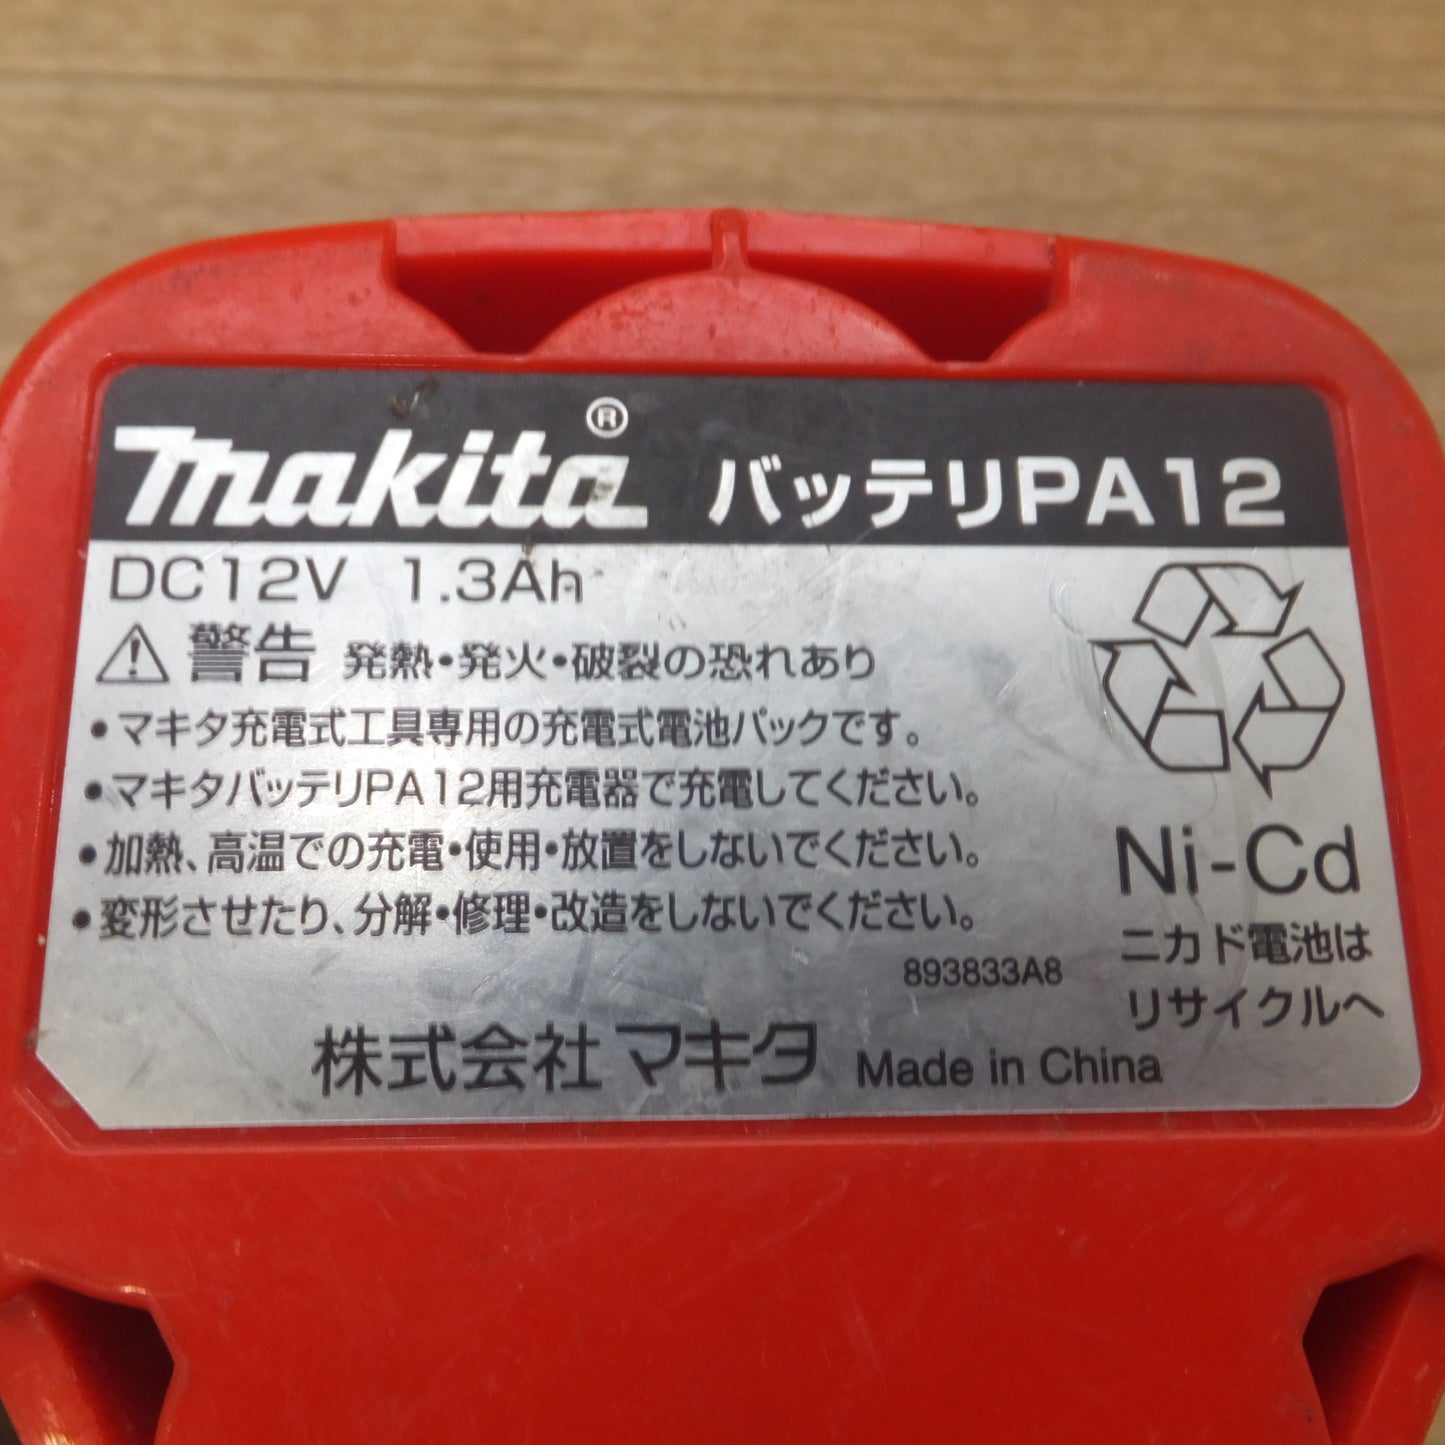 makita® バッテリPA12
DC12V 1.3Ah
警告 発熱・発火・破裂の恐れあり
・マキタ充電式工具専用の充電式電池パックです。
・マキタバッテリPA12用充電器で充電してください。
・加熱、高温での充電・使用・放置をしないでください。
・変形させたり、分解・修理・改造をしないでください。
893833A8
Ni-Cd
ニカド電池は
リサイクルへ
株式会社マキタ Made in China